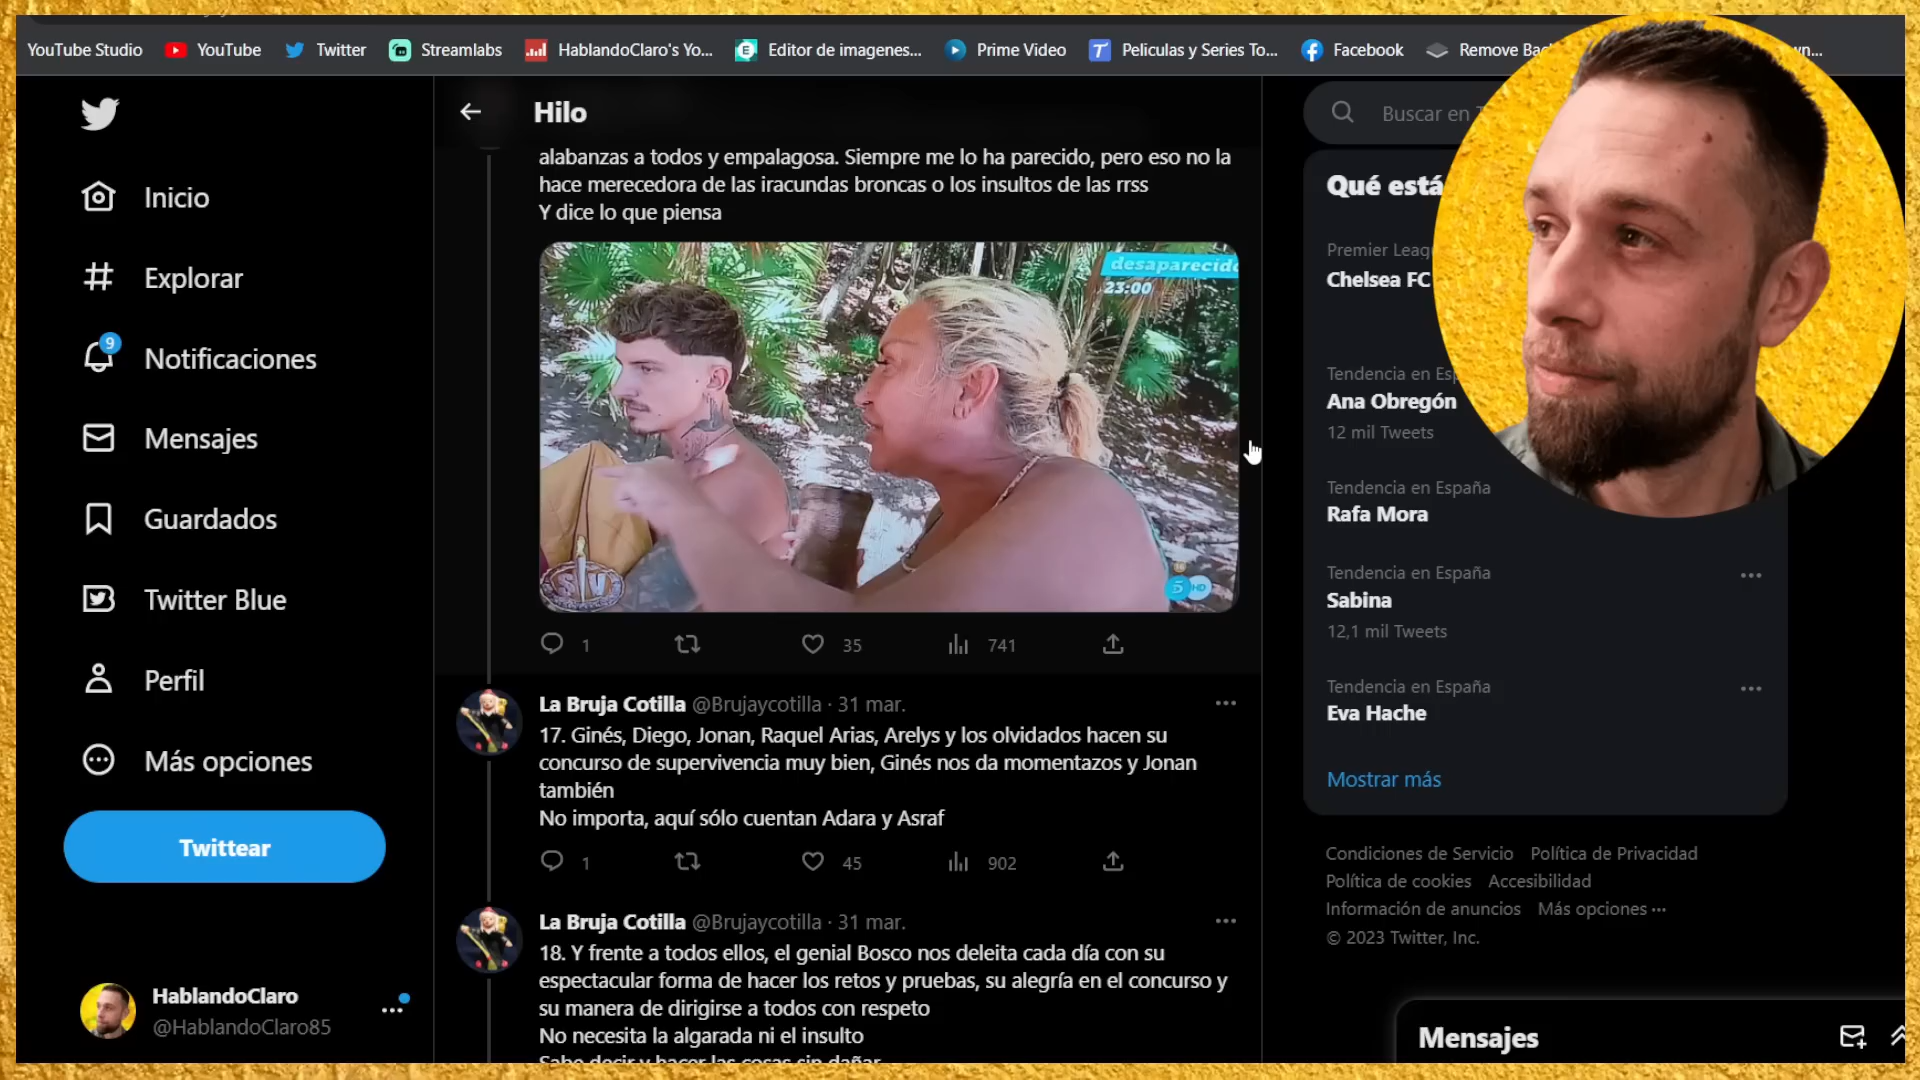 YouTube Studio
YouTube
Twitter
Streamlabs
HablandoClaro's Yo...
Editor de imagenes...
Prime Video
Peliculas y Series To...
Facebook
Remove
Inicio
Explorar
9
Notificaciones
Mensajes
Guardados
Twitter Blue
Perfil
Más opciones
Twittear
HablandoClaro
@HablandoClaro85
Hilo
alabanzas a todos y empalagosa. Siempre me lo ha parecido, pero eso no la
hace merecedora de las iracundas broncas o los insultos de las rrss
Y dice lo que piensa
desaparecido
23:00
SIV
5 HD
1
35
741
La Bruja Cotilla @Brujaycotilla · 31 mar.
17. Ginés, Diego, Jonan, Raquel Arias, Arelys y los olvidados hacen su
concurso de supervivencia muy bien, Ginés nos da momentazos y Jonan
también
No importa, aquí sólo cuentan Adara y Asraf
1
45
902
La Bruja Cotilla @Brujaycotilla · 31 mar.
18. Y frente a todos ellos, el genial Bosco nos deleita cada día con su
espectacular forma de hacer los retos y pruebas, su alegría en el concurso y
su manera de dirigirse a todos con respeto
No necesita la algarada ni el insulto
Sabe decir y hacer las cosas sin dañar
Buscar en
Qué está
Premier Leag
Chelsea FC
Tendencia en Esp
Ana Obregón
12 mil Tweets
Tendencia en España
Rafa Mora
Tendencia en España
Sabina
12,1 mil Tweets
Tendencia en España
Eva Hache
Mostrar más
Condiciones de Servicio Política de Privacidad
Política de cookies Accesibilidad
Información de anuncios Más opciones ···
© 2023 Twitter, Inc.
Mensajes